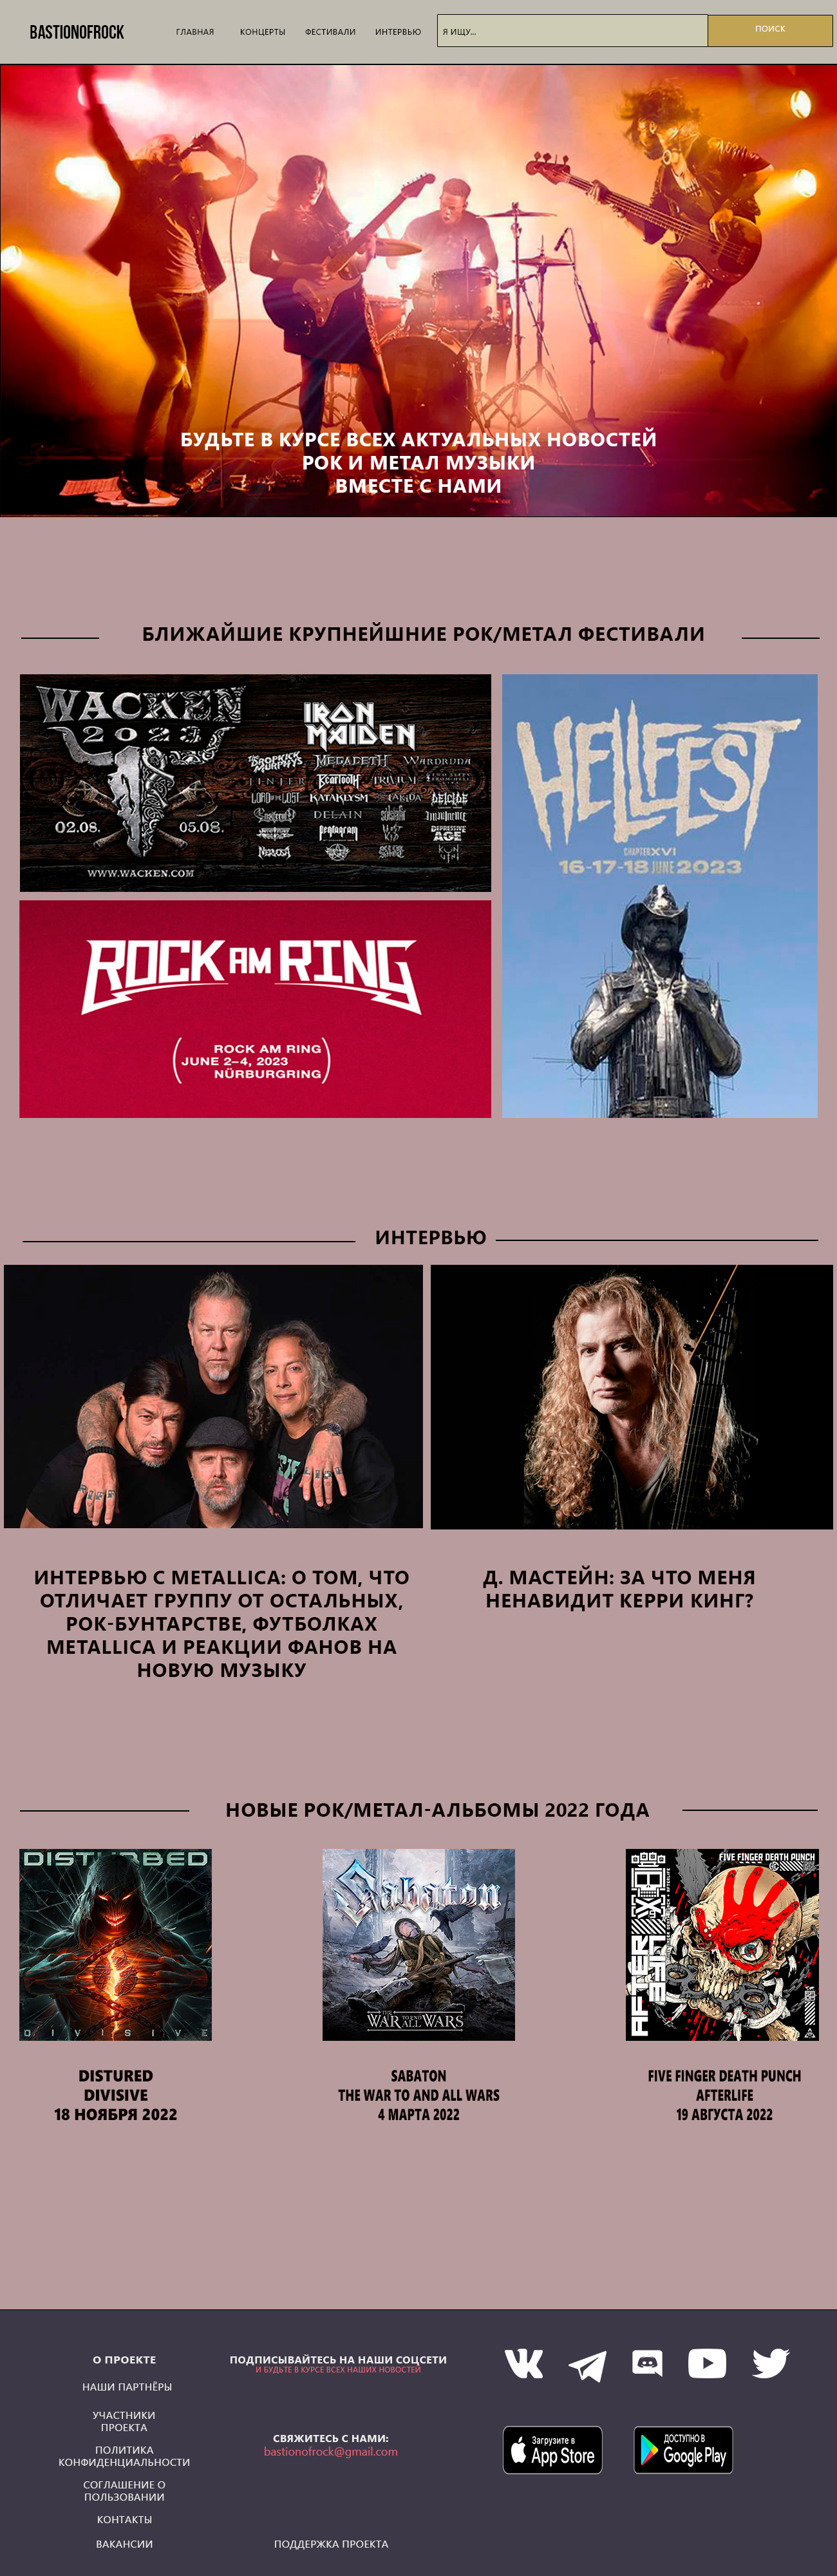 BASTIONOFROCK
ГЛАВНАЯ
КОНЦЕРТЫ
ФЕСТИВАЛИ
ИНТЕРВЬЮ
Я ИЩУ...
ПОИСК
БУДЬТЕ В КУРСЕ ВСЕХ АКТУАЛЬНЫХ НОВОСТЕЙ
РОК И МЕТАЛ МУЗЫКИ
ВМЕСТЕ С НАМИ
БЛИЖАЙШИЕ КРУПНЕЙШНИЕ РОК/МЕТАЛ ФЕСТИВАЛИ
WACKEN
2023
02.08.
05.08.
WWW.WACKEN.COM
IRON
MAIDEN
DROPKICK
MURPHYS
MEGADETH
WARDRUNA
BEARTOOTH
TRIVIUM
LORD OF THE LOST
KATAKLYSM
DEICIDE
DELAIN
IMMINENCE
PENTAGRAM
DEPRESSIVE
AGE
NERVOSA
HELLFEST
CHAPTER XVI
16-17-18 JUNE 2023
ROCK AM RING
ROCK AM RING
JUNE 2–4, 2023
NÜRBURGRING
ИНТЕРВЬЮ
ИНТЕРВЬЮ С METALLICA: О ТОМ, ЧТО
ОТЛИЧАЕТ ГРУППУ ОТ ОСТАЛЬНЫХ,
РОК-БУНТАРСТВЕ, ФУТБОЛКАХ
METALLICA И РЕАКЦИИ ФАНОВ НА
НОВУЮ МУЗЫКУ
Д. МАСТЕЙН: ЗА ЧТО МЕНЯ
НЕНАВИДИТ КЕРРИ КИНГ?
НОВЫЕ РОК/МЕТАЛ-АЛЬБОМЫ 2022 ГОДА
DISTURBED
DIVISIVE
Sabaton
THE WAR TO END ALL WARS
FIVE FINGER DEATH PUNCH
AFTERLIFE
DISTURED
DIVISIVE
18 НОЯБРЯ 2022
SABATON
THE WAR TO AND ALL WARS
4 МАРТА 2022
FIVE FINGER DEATH PUNCH
AFTERLIFE
19 АВГУСТА 2022
О ПРОЕКТЕ
НАШИ ПАРТНЁРЫ
УЧАСТНИКИ
ПРОЕКТА
ПОЛИТИКА
КОНФИДЕНЦИАЛЬНОСТИ
СОГЛАШЕНИЕ О
ПОЛЬЗОВАНИИ
КОНТАКТЫ
ВАКАНСИИ
ПОДПИСЫВАЙТЕСЬ НА НАШИ СОЦСЕТИ
И БУДЬТЕ В КУРСЕ ВСЕХ НАШИХ НОВОСТЕЙ
СВЯЖИТЕСЬ С НАМИ:
bastionofrock@gmail.com
ПОДДЕРЖКА ПРОЕКТА
Загрузите в
App Store
ДОСТУПНО В
Google Play